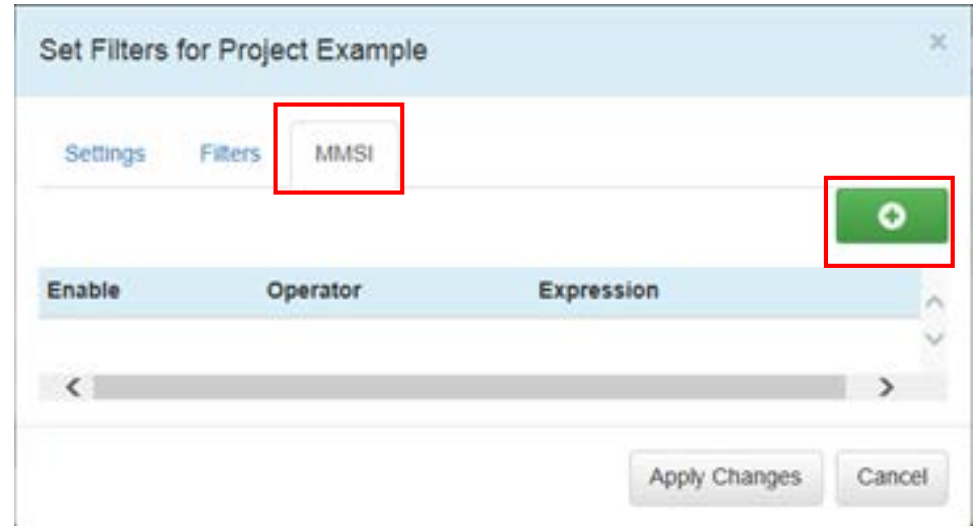 Set Filters for Project Example ×
Settings Filters MMSI
Enable Operator Expression
Apply Changes Cancel